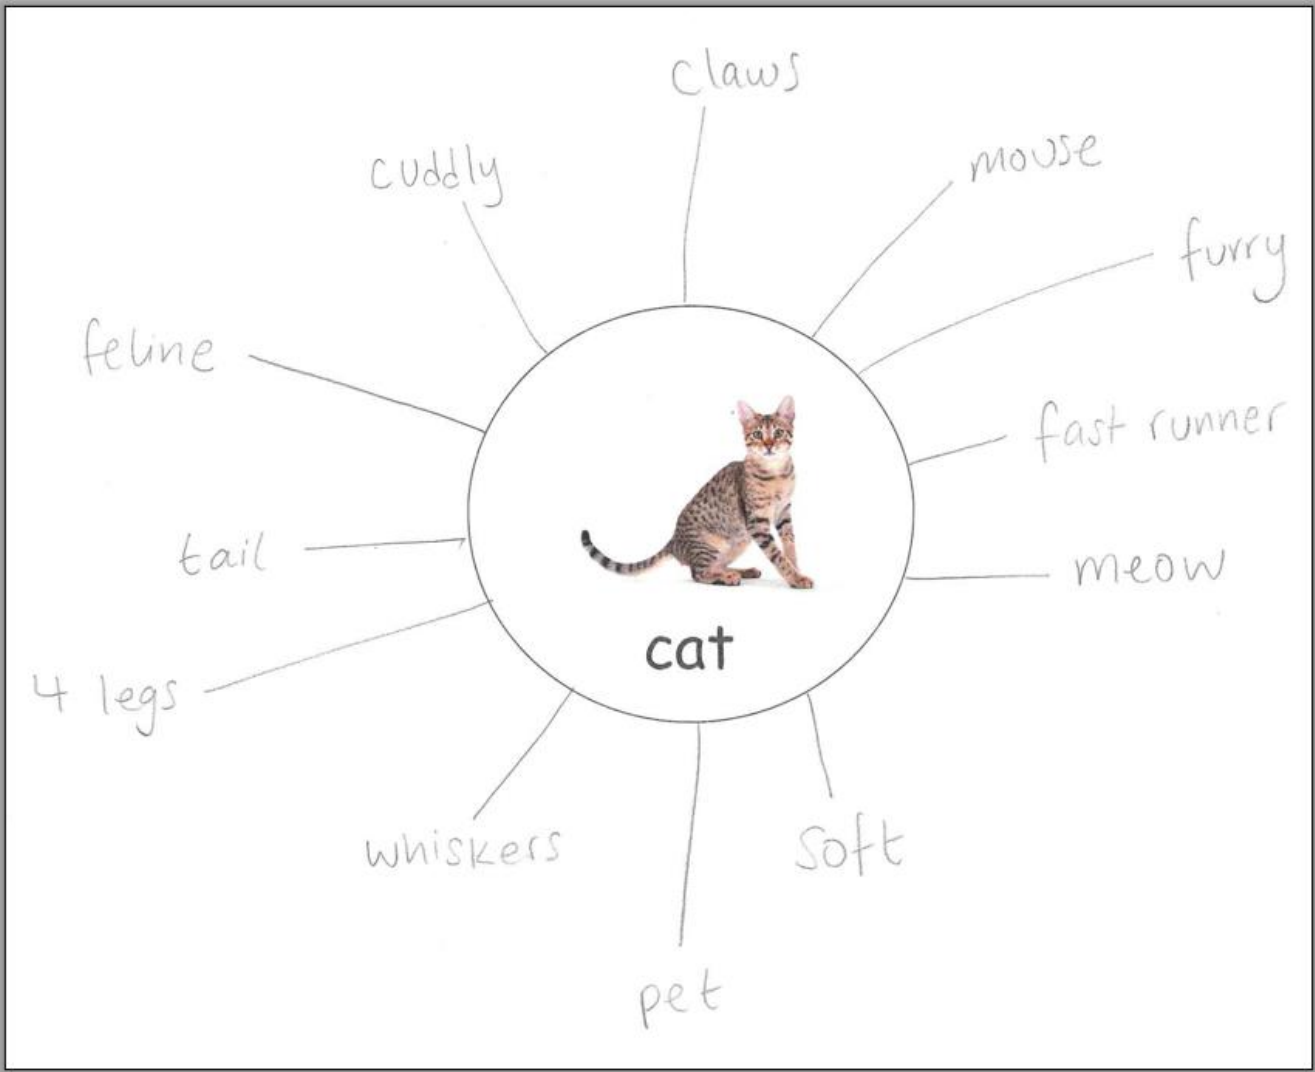 claws
cuddly
mouse
furry
feline
fast runner
tail
meow
cat
4 legs
whiskers
soft
pet